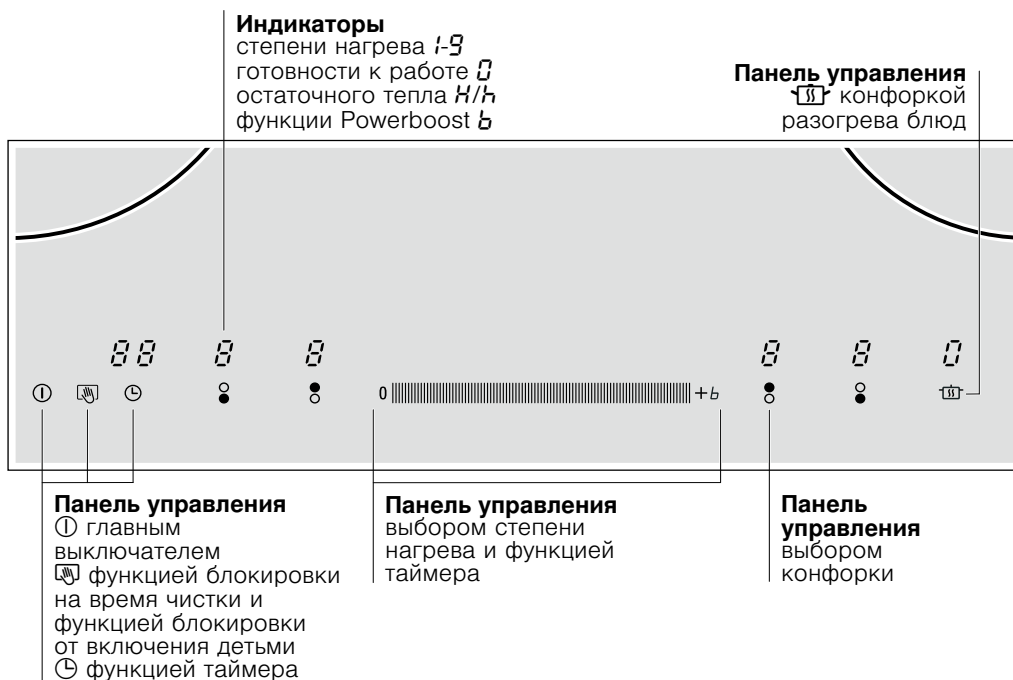 Индикаторы
степени нагрева 1-9
готовности к работе 0
остаточного тепла H/h
функции Powerboost b
Панель управления
конфоркой
разогрева блюд
88 8 8 8 8 0
0 + b
Панель управления
главным
выключателем
функцией блокировки
на время чистки и
функцией блокировки
от включения детьми
функцией таймера
Панель управления
выбором степени
нагрева и функцией
таймера
Панель
управления
выбором
конфорки